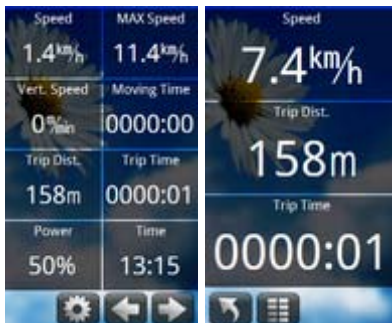 Speed MAX Speed
1.4km/h 11.4km/h
Vert. Speed Moving Time
0m/min 0000:00
Trip Dist. Trip Time
158m 0000:01
Power Time
50% 13:15
Speed
7.4km/h
Trip Dist.
158m
Trip Time
0000:01